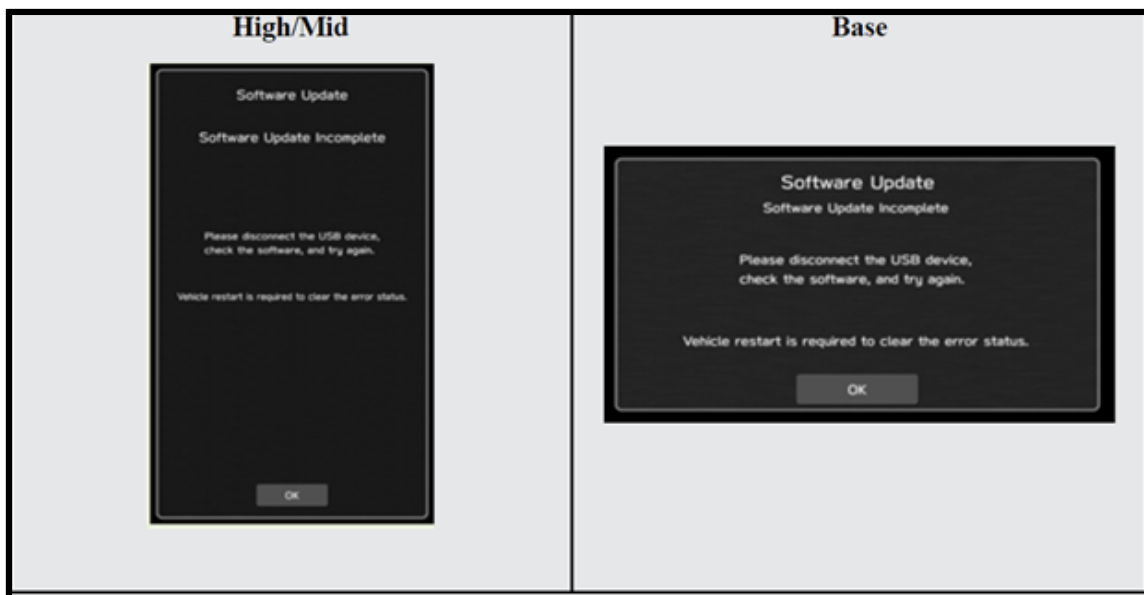 High/Mid
Software Update
Software Update Incomplete
Please disconnect the USB device,
check the software, and try again.
Vehicle restart is required to clear the error status.
OK
Base
Software Update
Software Update Incomplete
Please disconnect the USB device,
check the software, and try again.
Vehicle restart is required to clear the error status.
OK